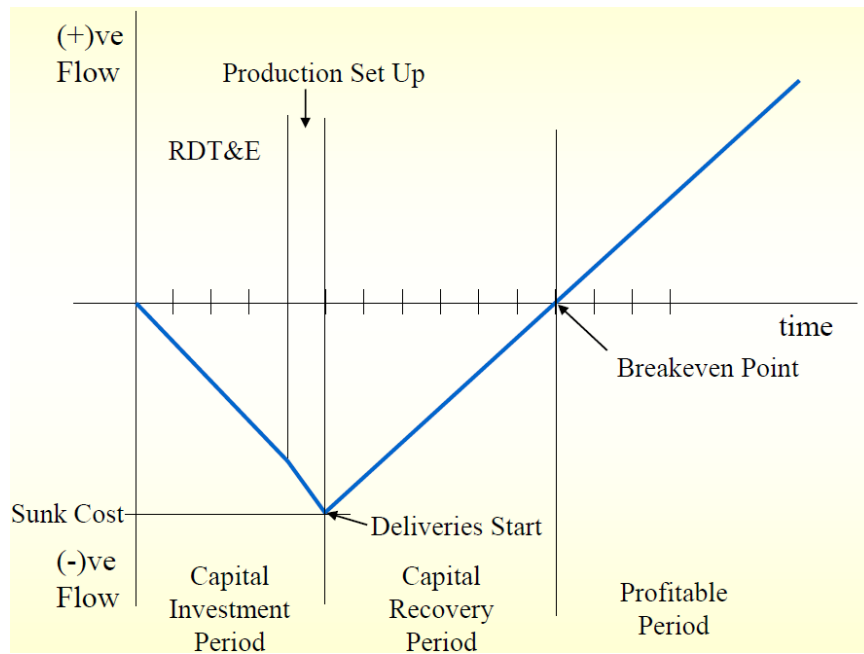 (+)ve
Flow
Production Set Up
RDT&E
time
Breakeven Point
Sunk Cost
Deliveries Start
(-)ve
Flow
Capital
Investment
Period
Capital
Recovery
Period
Profitable
Period